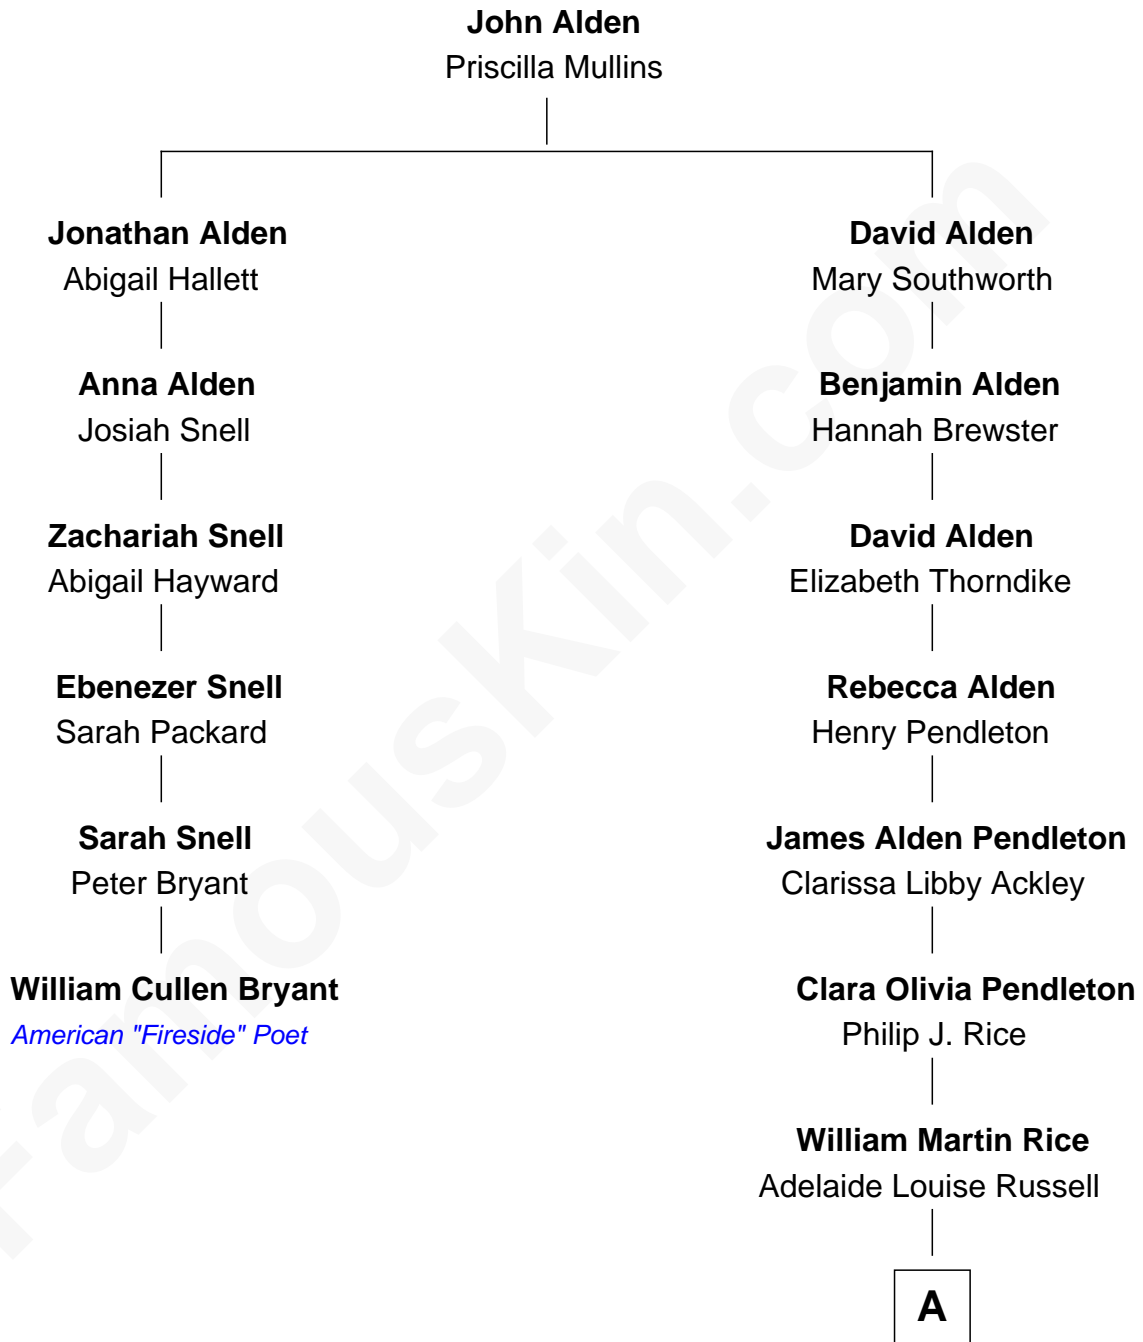 John Alden
Priscilla Mullins
Jonathan Alden
Abigail Hallett
David Alden
Mary Southworth
Anna Alden
Josiah Snell
Benjamin Alden
Hannah Brewster
Zachariah Snell
Abigail Hayward
David Alden
Elizabeth Thorndike
Ebenezer Snell
Sarah Packard
Rebecca Alden
Henry Pendleton
Sarah Snell
Peter Bryant
James Alden Pendleton
Clarissa Libby Ackley
William Cullen Bryant
American "Fireside" Poet
Clara Olivia Pendleton
Philip J. Rice
William Martin Rice
Adelaide Louise Russell
A
FamousKin.com